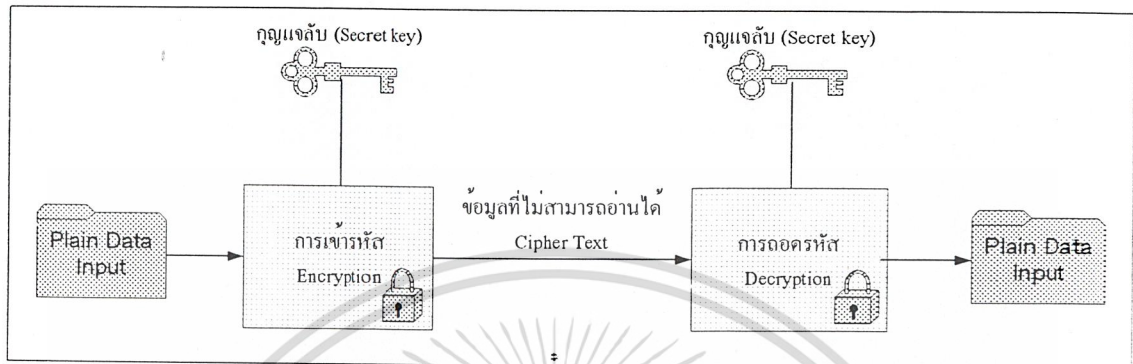 กุญแจลับ (Secret key)
กุญแจลับ (Secret key)
Plain Data
Input
การเข้ารหัส
Encryption
ข้อมูลที่ไม่สามารถอ่านได้
Cipher Text
การถอดรหัส
Decryption
Plain Data
Input